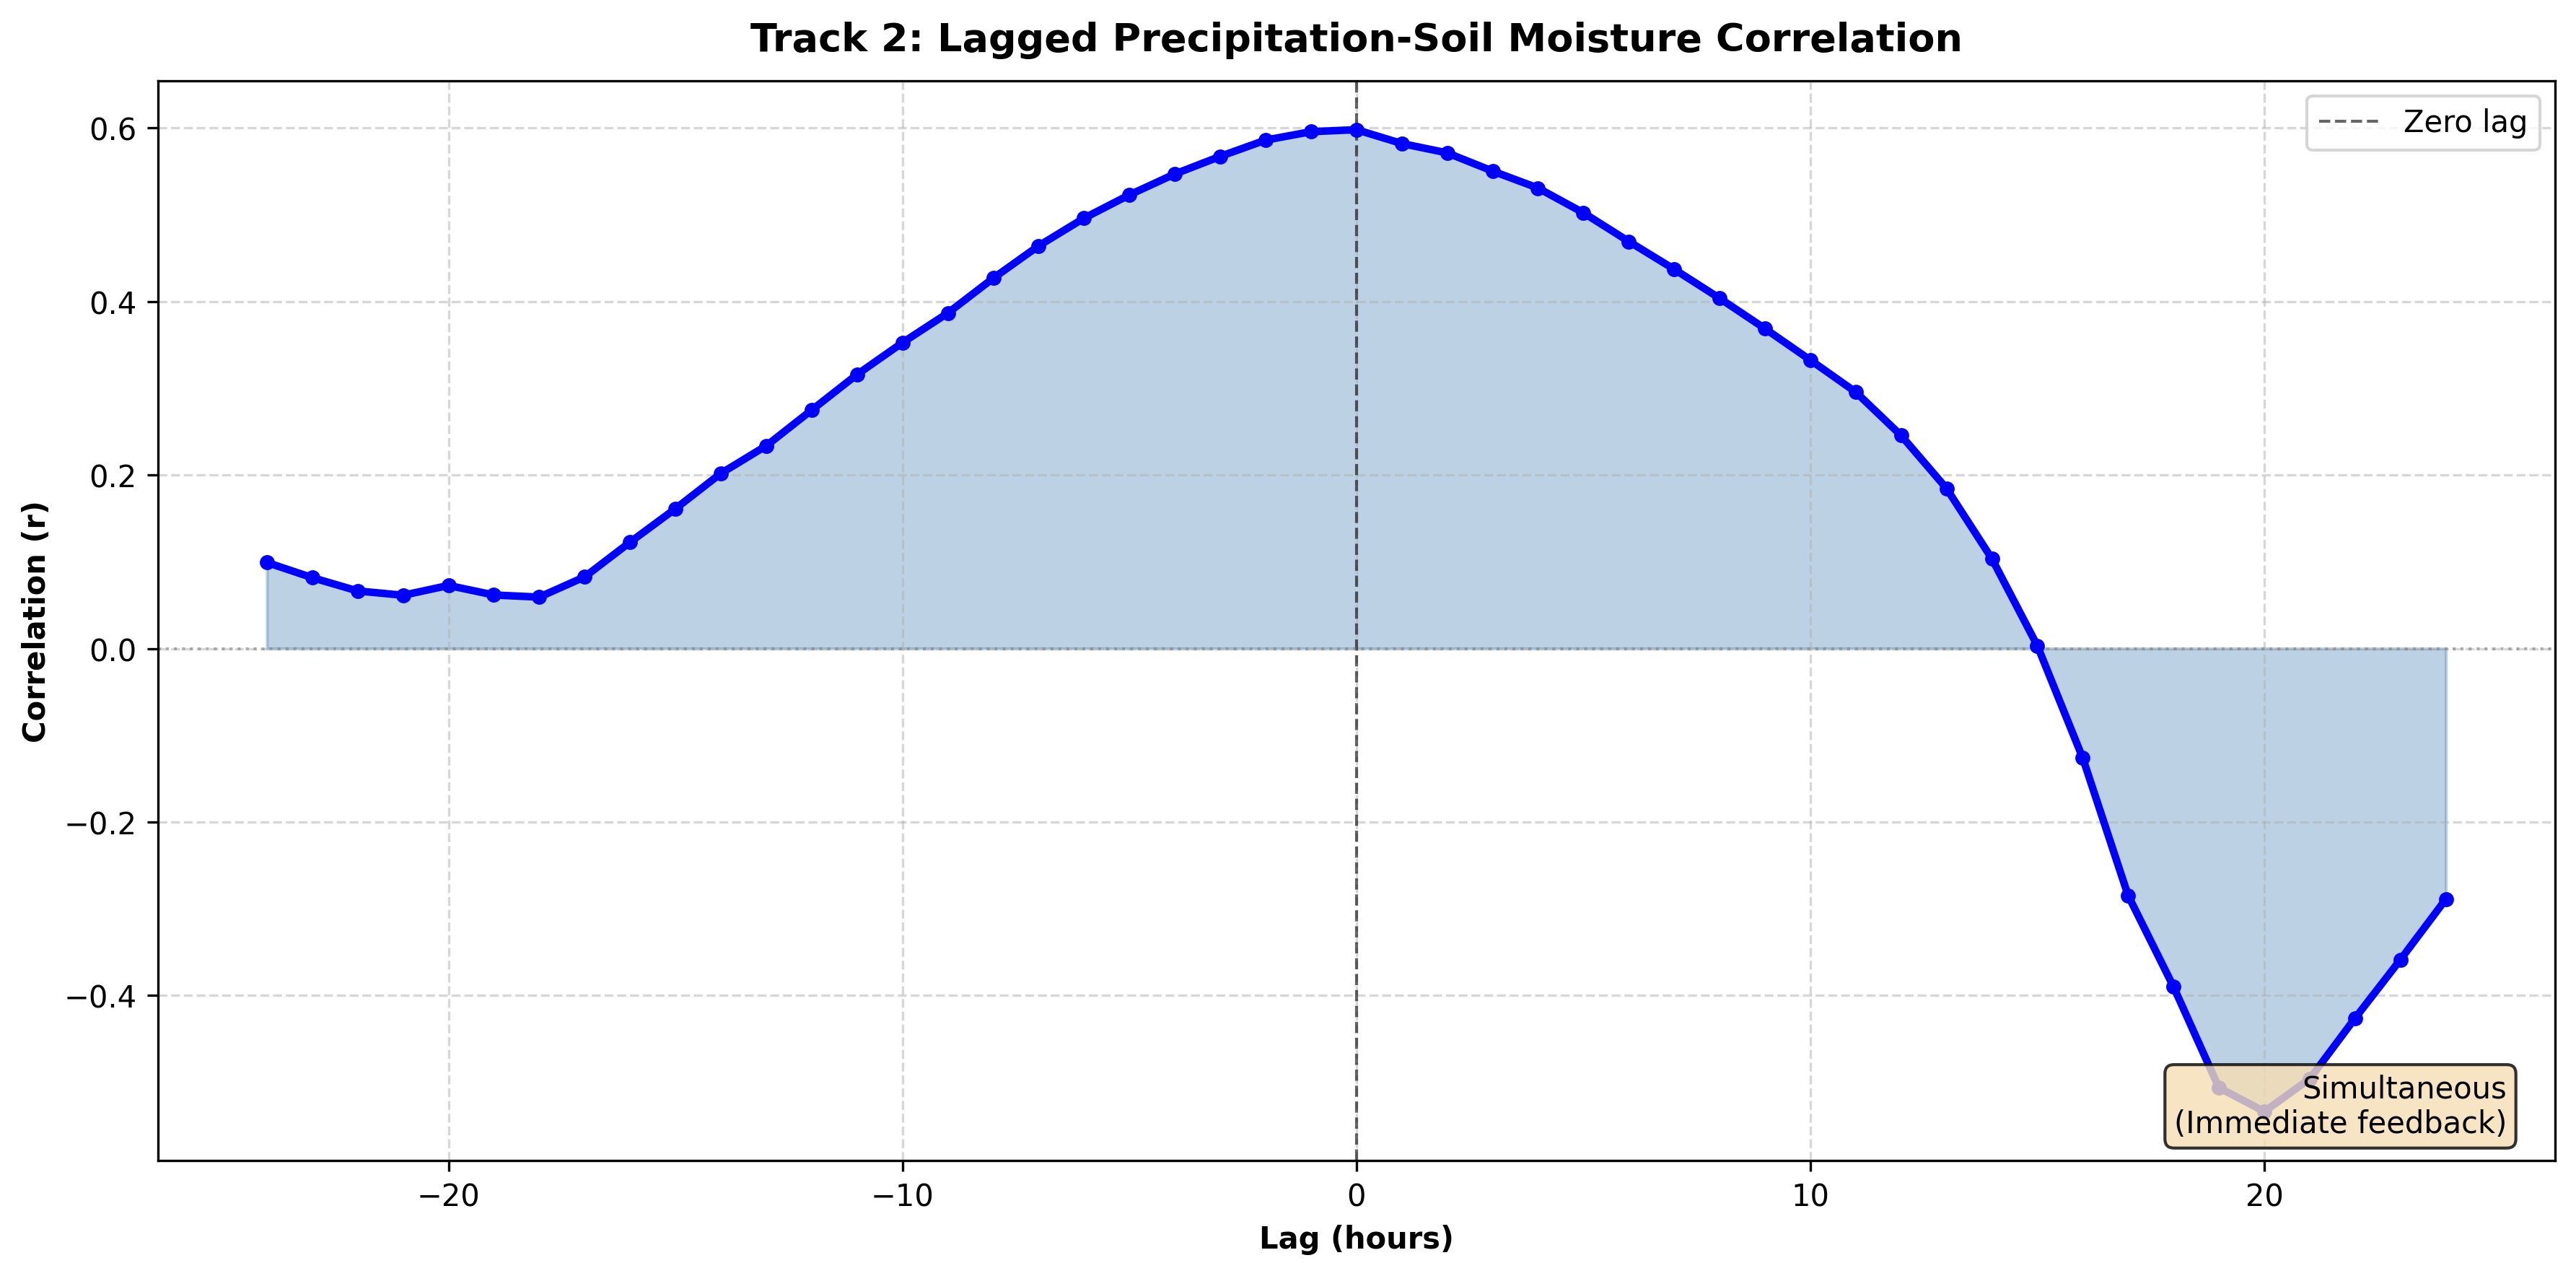 Track 2: Lagged Precipitation-Soil Moisture Correlation
Zero lag
Correlation (r)
0.6
0.4
0.2
0.0
−0.2
−0.4
Simultaneous
(Immediate feedback)
−20
−10
0
10
20
Lag (hours)